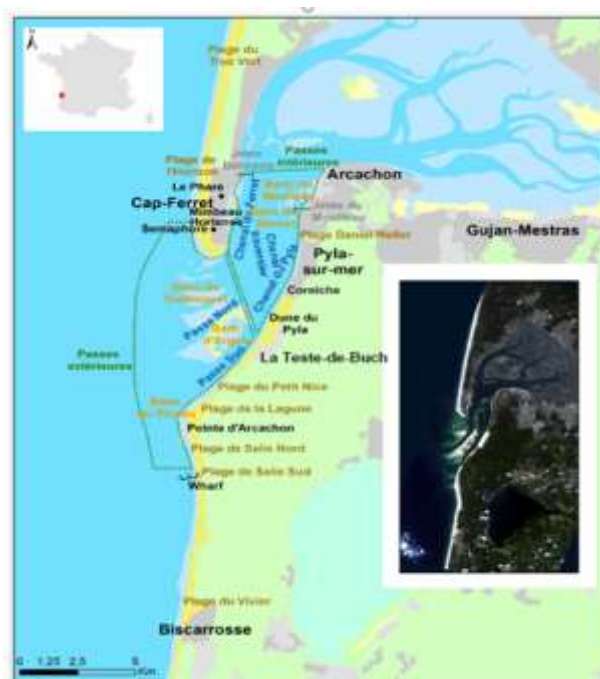 Plage du
Truc Vert
Passes
intérieures
Plage de
l'Horizon
Arcachon
Le Phare
Cap-Ferret
Mimbeau
Sémaphore
Plage Daniel Meller
Gujan-Mestras
Pyla-
sur-mer
Corniche
Passe Nord
Banc
d'Arguin
Dune du
Pyla
Passes
extérieures
Passe Sud
La Teste-de-Buch
Plage du Petit Nice
Plage de la Lagune
Pointe d'Arcachon
Plage de Salie Nord
Plage de Salie Sud
Wharf
Plage du Vivier
Biscarrosse
0 1,25 2,5 5
Km